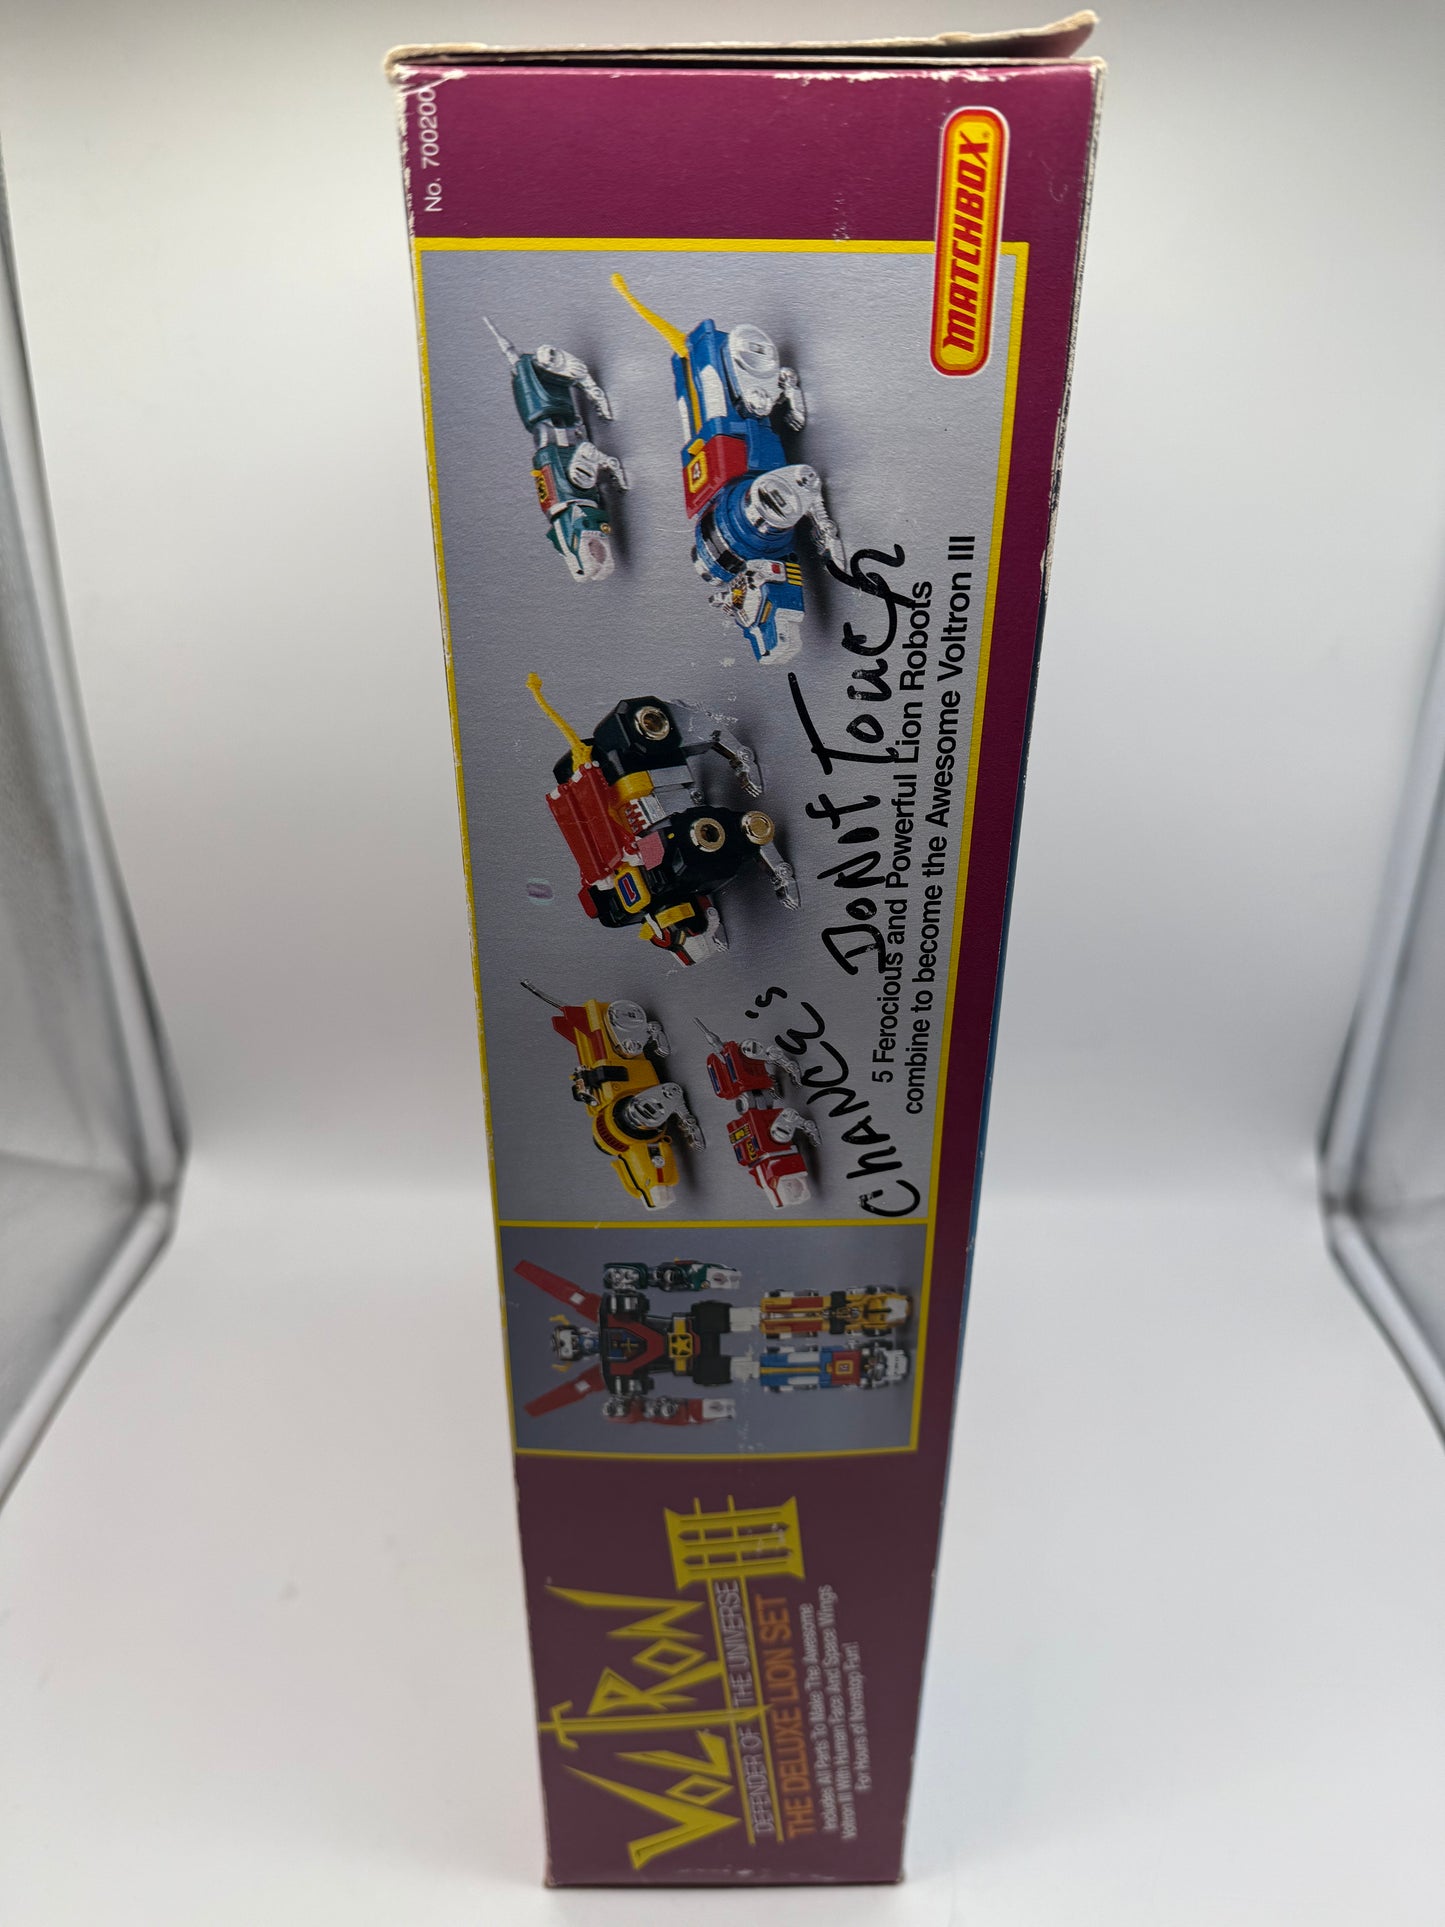 No. 700200
MATCHBOX
CHANCE's DONIT Touch
5 Ferocious and Powerful Lion Robots
combine to become the Awesome Voltron III
VOLTRON III
DEFENDER OF THE UNIVERSE
THE DELUXE LION SET
Includes All Parts To Make The Awesome
Voltron III With Human Face And Space Wings
For Hours of Nonstop Fun!